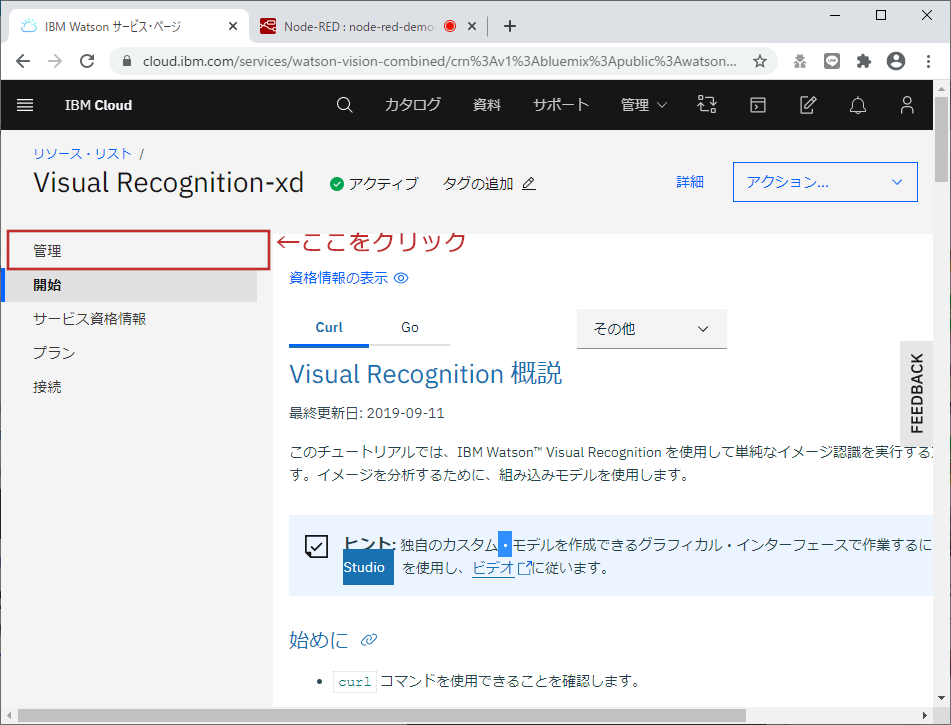 IBM Watson サービス・ページ
Node-RED : node-red-demo
cloud.ibm.com/services/watson-vision-combined/crn%3Av1%3Abluemix%3Apublic%3Awatson...
IBM Cloud
カタログ
資料
サポート
管理
リソース・リスト /
Visual Recognition-xd
アクティブ
タグの追加
詳細
アクション...
管理
←ここをクリック
開始
サービス資格情報
プラン
接続
資格情報の表示
Curl
Go
その他
Visual Recognition 概説
最終更新日: 2019-09-11
このチュートリアルでは、IBM Watson™ Visual Recognition を使用して単純なイメージ認識を実行する
す。イメージを分析するために、組み込みモデルを使用します。
ヒント: 独自のカスタム・モデルを作成できるグラフィカル・インターフェースで作業するに
Studio を使用し、ビデオに従います。
始めに
• curl コマンドを使用できることを確認します。
FEEDBACK